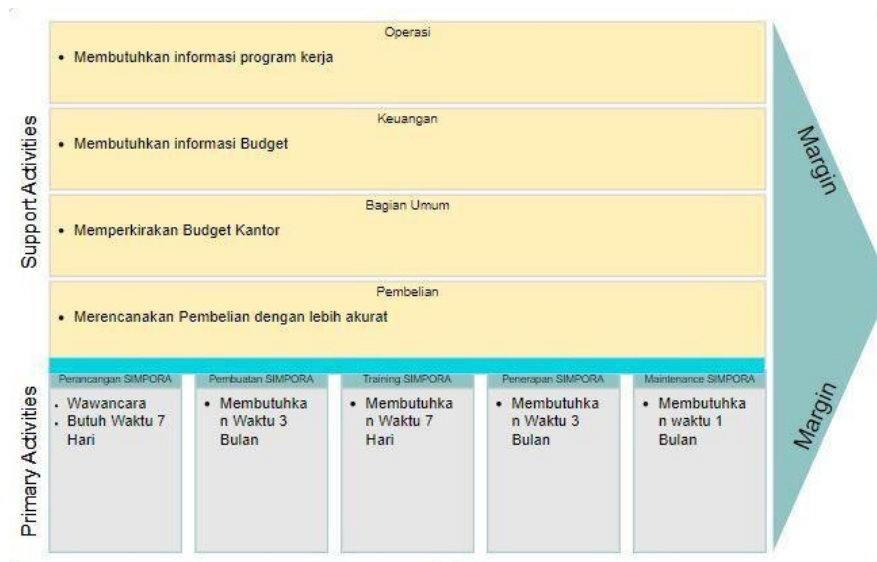 Support Activities
Operasi
• Membutuhkan informasi program kerja
Keuangan
• Membutuhkan informasi Budget
Bagian Umum
• Memperkirakan Budget Kantor
Pembelian
• Merencanakan Pembelian dengan lebih akurat
Margin
Primary Activities
Perancangan SIMPORA
• Wawancara
• Butuh Waktu 7
Hari
Pembuatan SIMPORA
• Membutuhka
n Waktu 3
Bulan
Training SIMPORA
• Membutuhka
n Waktu 7
Hari
Penerapan SIMPORA
• Membutuhka
n Waktu 3
Bulan
Maintenance SIMPORA
• Membutuhka
n waktu 1
Bulan
Margin